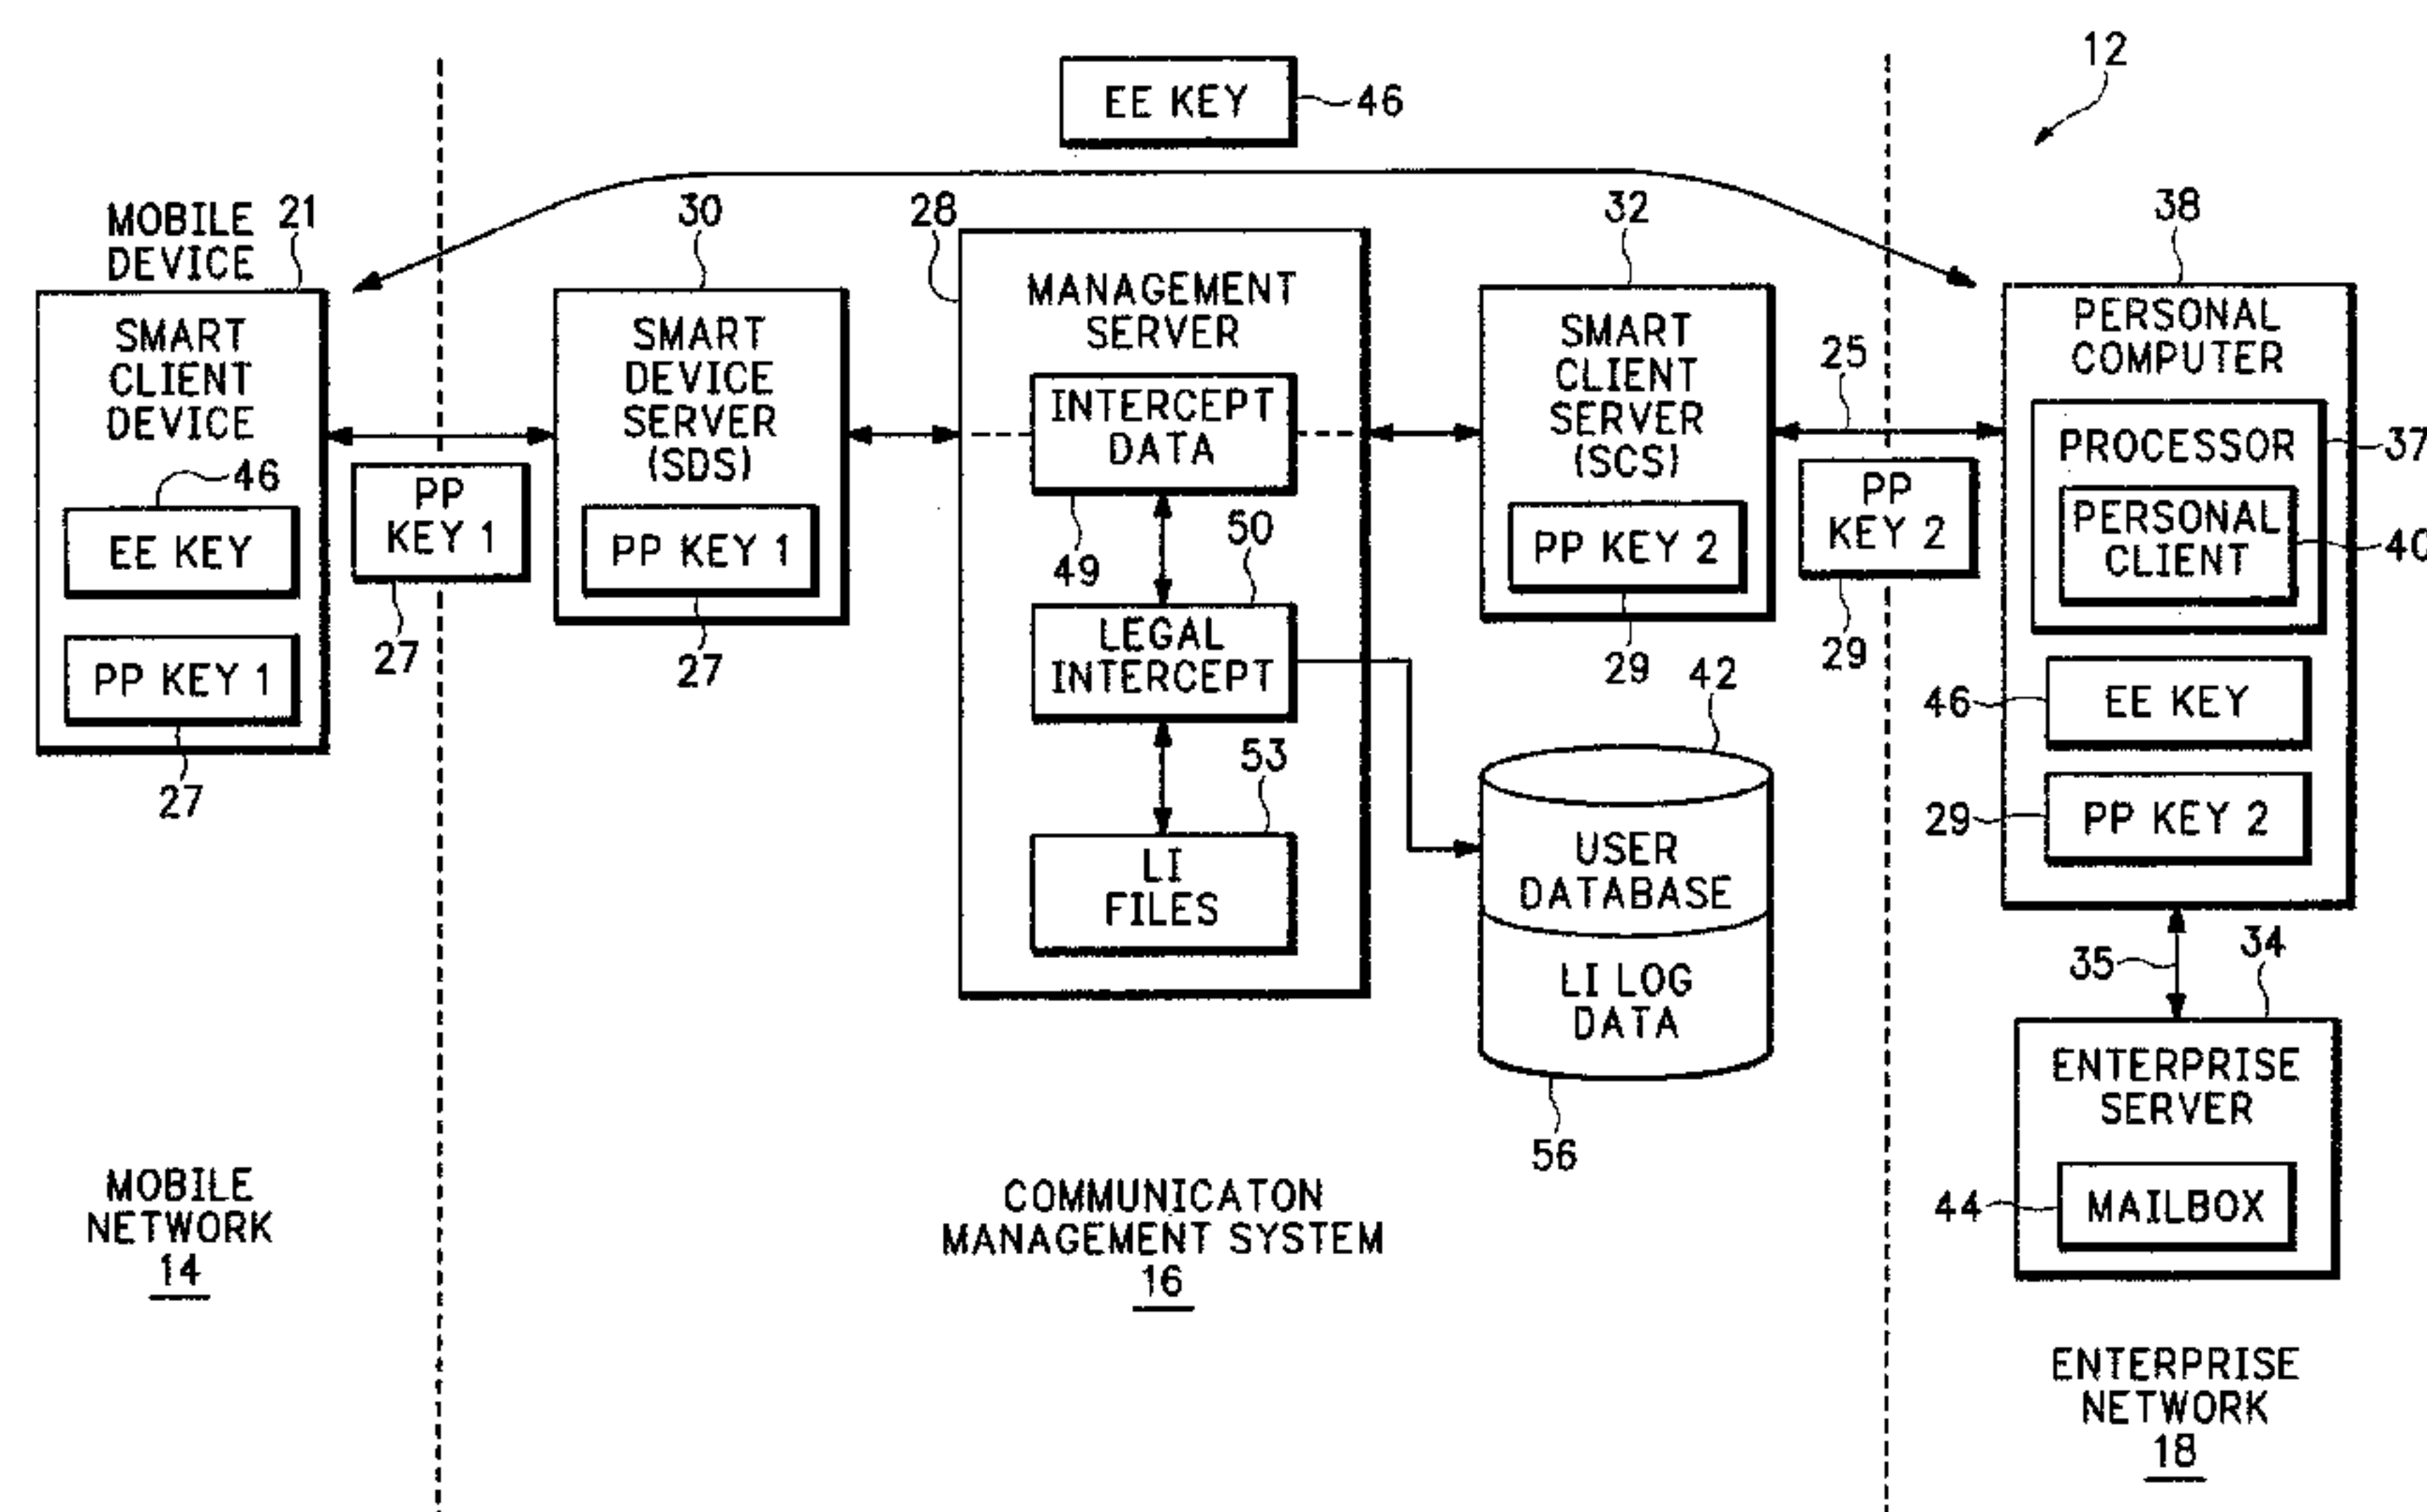 12
EE KEY
46
MOBILE
DEVICE
21
SMART
CLIENT
DEVICE
46
EE KEY
PP KEY 1
27
PP
KEY 1
27
30
SMART
DEVICE
SERVER
(SDS)
PP KEY 1
27
28
MANAGEMENT
SERVER
INTERCEPT
DATA
49
50
LEGAL
INTERCEPT
53
LI
FILES
32
SMART
CLIENT
SERVER
(SCS)
PP KEY 2
29
25
PP
KEY 2
29
42
USER
DATABASE
LI LOG
DATA
56
38
PERSONAL
COMPUTER
PROCESSOR
37
PERSONAL
CLIENT
40
46
EE KEY
29
PP KEY 2
35
34
ENTERPRISE
SERVER
44
MAILBOX
MOBILE
NETWORK
14
COMMUNICATON
MANAGEMENT SYSTEM
16
ENTERPRISE
NETWORK
18